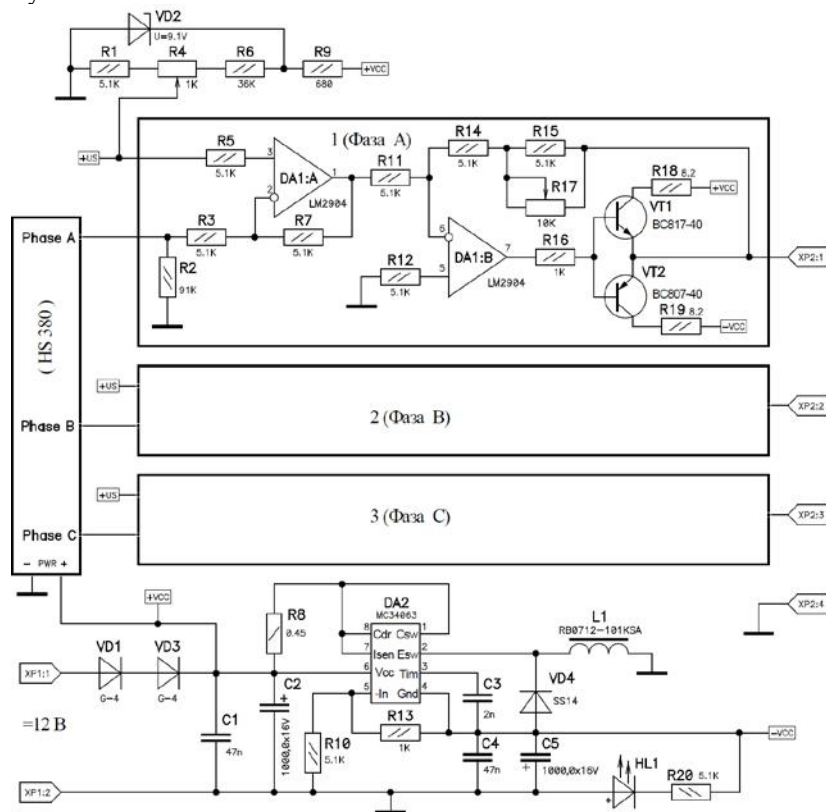 VD2
U=9.1V
R1
R4
R6
R9
5.1K
1K
36K
680
+VCC
1 (Фаза А)
+US
R5
5.1K
3
DA1:A
1
2
LM2904
R11
5.1K
R14
5.1K
R15
5.1K
R17
10K
R18 8.2
+VCC
VT1
BC817-40
Phase A
R3
5.1K
R7
5.1K
R2
91K
R12
5.1K
6
5
DA1:B
7
LM2904
R16
1K
VT2
BC807-40
R19 8.2
-VCC
XP2:1
( HS 380 )
+US
Phase B
2 (Фаза В)
XP2:2
+US
Phase C
3 (Фаза С)
XP2:3
- PWR +
+VCC
XP2:4
R8
0.45
DA2
MC34063
8 Cdr Csw 1
7 Isen Esw 2
6 Vcc Tim 3
5 -In Gnd 4
L1
RB0712-101KSA
XP1:1
VD1
G-4
VD3
G-4
C2
+
1000,0x16V
C3
2n
VD4
SS14
=12 В
C1
47n
R10
5.1K
R13
1K
C4
47n
C5
+
1000,0x16V
HL1
+
R20 5.1K
-VCC
XP1:2